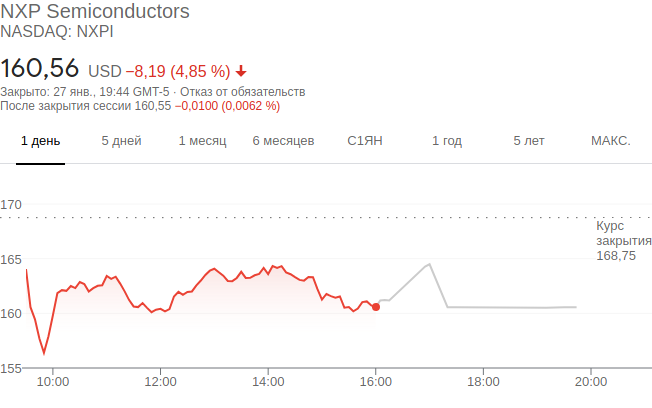 NXP Semiconductors
NASDAQ: NXPI
160,56 USD −8,19 (4,85 %)
Закрыто: 27 янв., 19:44 GMT-5 · Отказ от обязательств
После закрытия сессии 160,55 −0,0100 (0,0062 %)
1 день 5 дней 1 месяц 6 месяцев С1ЯН 1 год 5 лет МАКС.
170
Курс
закрытия
168,75
165
160
155
10:00 12:00 14:00 16:00 18:00 20:00